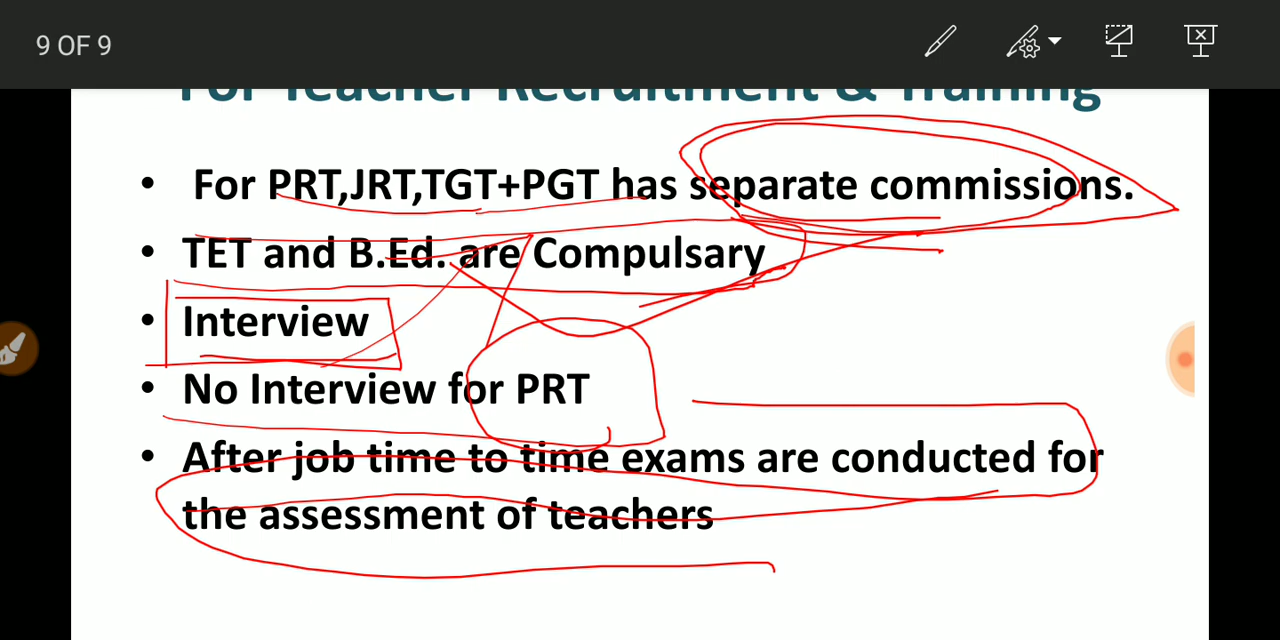 9 OF 9
For Teacher Recruitment & Training
• For PRT,JRT,TGT+PGT has separate commissions.
• TET and B.Ed. are Compulsary
• Interview
• No Interview for PRT
• After job time to time exams are conducted for
the assessment of teachers